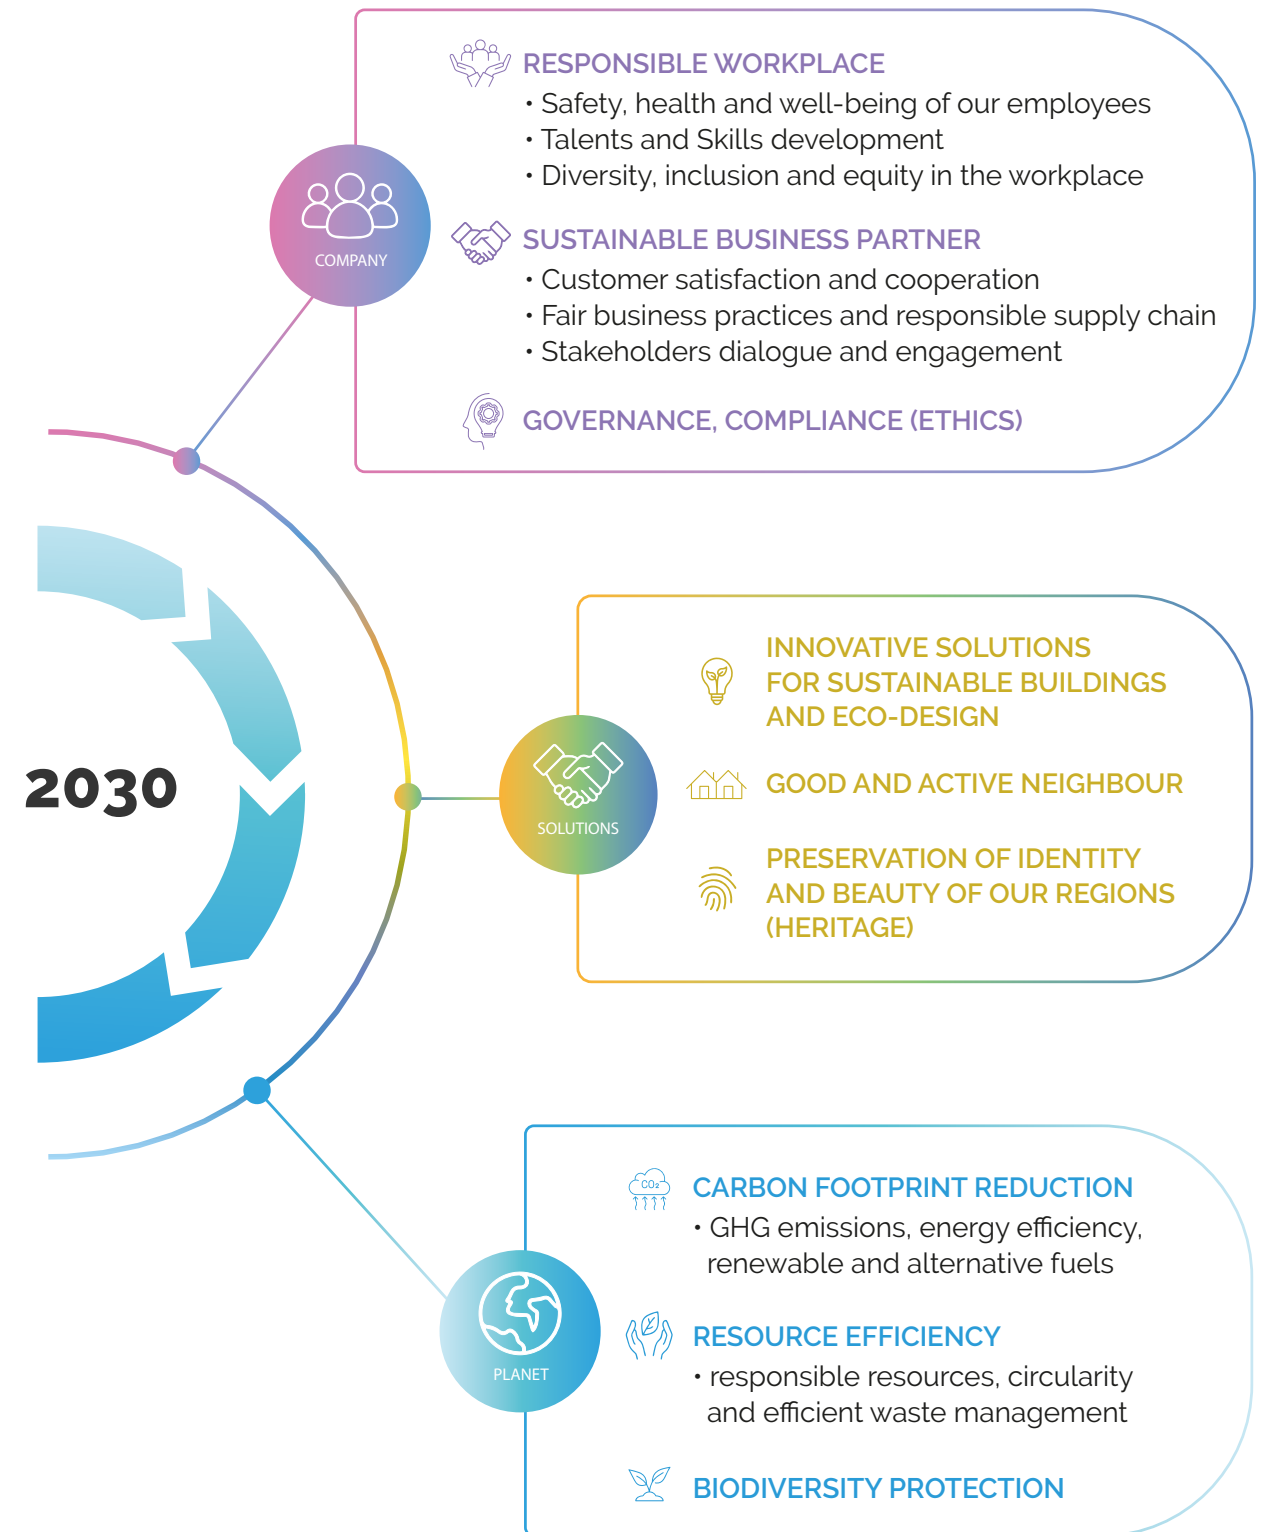 RESPONSIBLE WORKPLACE
• Safety, health and well-being of our employees
• Talents and Skills development
• Diversity, inclusion and equity in the workplace
COMPANY
SUSTAINABLE BUSINESS PARTNER
• Customer satisfaction and cooperation
• Fair business practices and responsible supply chain
• Stakeholders dialogue and engagement
GOVERNANCE, COMPLIANCE (ETHICS)
2030
SOLUTIONS
INNOVATIVE SOLUTIONS
FOR SUSTAINABLE BUILDINGS
AND ECO-DESIGN
GOOD AND ACTIVE NEIGHBOUR
PRESERVATION OF IDENTITY
AND BEAUTY OF OUR REGIONS
(HERITAGE)
PLANET
CO₂
CARBON FOOTPRINT REDUCTION
• GHG emissions, energy efficiency,
renewable and alternative fuels
RESOURCE EFFICIENCY
• responsible resources, circularity
and efficient waste management
BIODIVERSITY PROTECTION